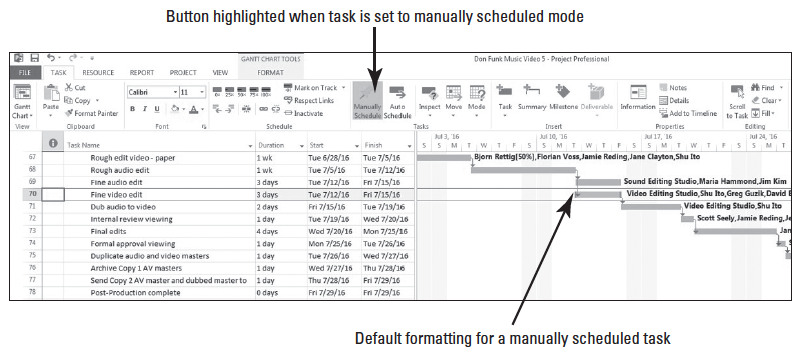 Button highlighted when task is set to manually scheduled mode
GANTT CHART TOOLS
Don Funk Music Video 5 - Project Professional
FILE TASK RESOURCE REPORT PROJECT VIEW FORMAT
Gantt Chart
View
Cut
Copy
Format Painter
Clipboard
Calibri 11
B I U A
Font
0% 25% 50% 75% 100%
Mark on Track
Respect Links
Inactivate
Schedule
Manually Schedule
Auto Schedule
Inspect Move Mode
Tasks
Task Summary Milestone Deliverable
Insert
Information
Notes
Details
Add to Timeline
Properties
Scroll to Task
Find
Clear
Fill
Editing
Task Name Duration Start Finish
Jul 3, '16 Jul 10, '16 Jul 17, '16 Jul 24, '16
S S M T W T F S S M T W T F S S M T W T F S S M T
67 Rough edit video - paper 1 wk Tue 6/28/16 Tue 7/5/16 Bjorn Rettig[50%],Florian Voss,Jamie Reding,Jane Clayton,Shu Ito
68 Rough audio edit 1 wk Tue 7/5/16 Tue 7/12/16
69 Fine audio edit 3 days Tue 7/12/16 Fri 7/15/16 Sound Editing Studio,Maria Hammond,Jim Kim
70 Fine video edit 3 days Tue 7/12/16 Fri 7/15/16 Video Editing Studio,Shu Ito,Greg Guzik,David B
71 Dub audio to video 2 days Fri 7/15/16 Tue 7/19/16 Video Editing Studio,Shu Ito
72 Internal review viewing 1 day Tue 7/19/16 Wed 7/20/16 Scott Seely,Jamie Reding,Je
73 Final edits 4 days Wed 7/20/16 Mon 7/25/16 Jan
74 Formal approval viewing 1 day Mon 7/25/16 Tue 7/26/16 S
75 Duplicate audio and video masters 1 day Tue 7/26/16 Wed 7/27/16
76 Archive Copy 1 AV masters 1 day Wed 7/27/16 Thu 7/28/16
77 Send Copy 2 AV master and dubbed master to 1 day Thu 7/28/16 Fri 7/29/16
78 Post-Production complete 0 days Fri 7/29/16 Fri 7/29/16
Default formatting for a manually scheduled task